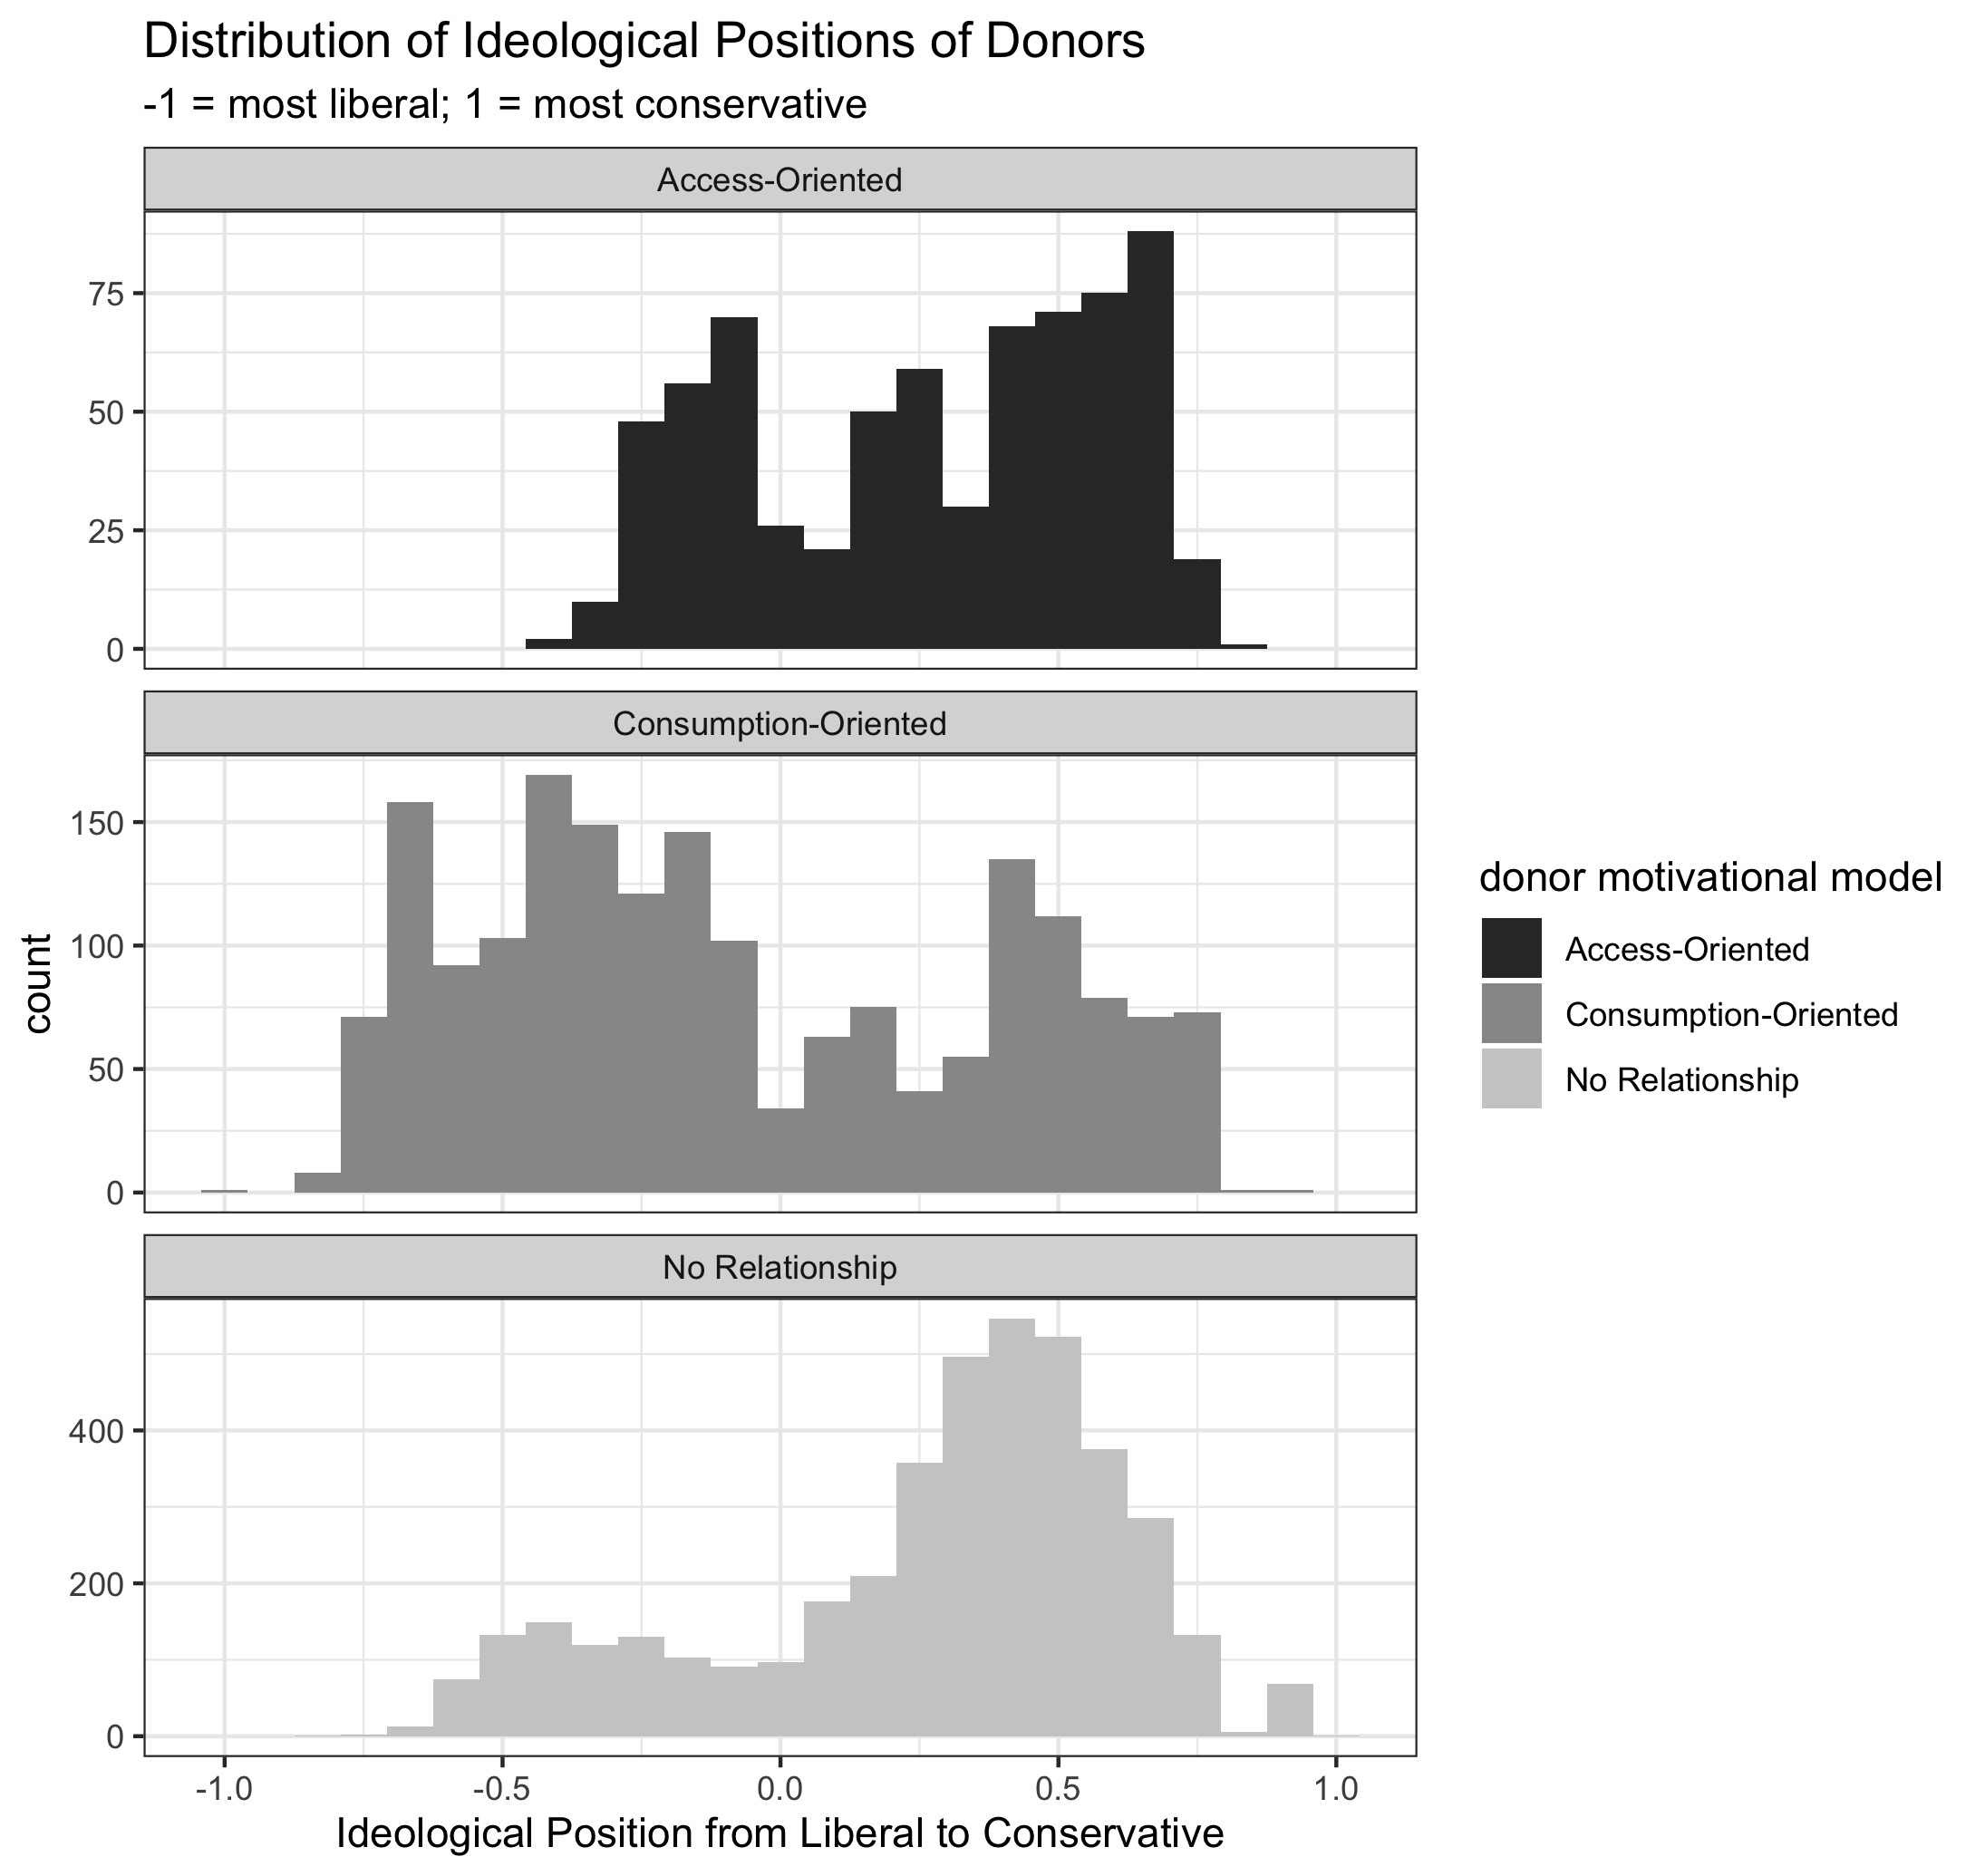 Distribution of Ideological Positions of Donors
-1 = most liberal; 1 = most conservative
Access-Oriented
75
50
25
0
Consumption-Oriented
150
100
50
0
No Relationship
400
200
0
-1.0 -0.5 0.0 0.5 1.0
Ideological Position from Liberal to Conservative
count
donor motivational model
Access-Oriented
Consumption-Oriented
No Relationship